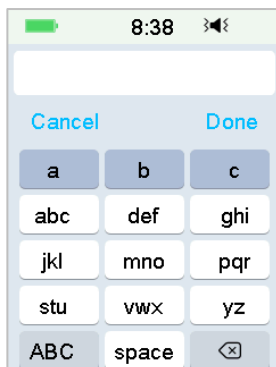 8:38
Cancel Done
a b c
abc def ghi
jkl mno pqr
stu vwx yz
ABC space